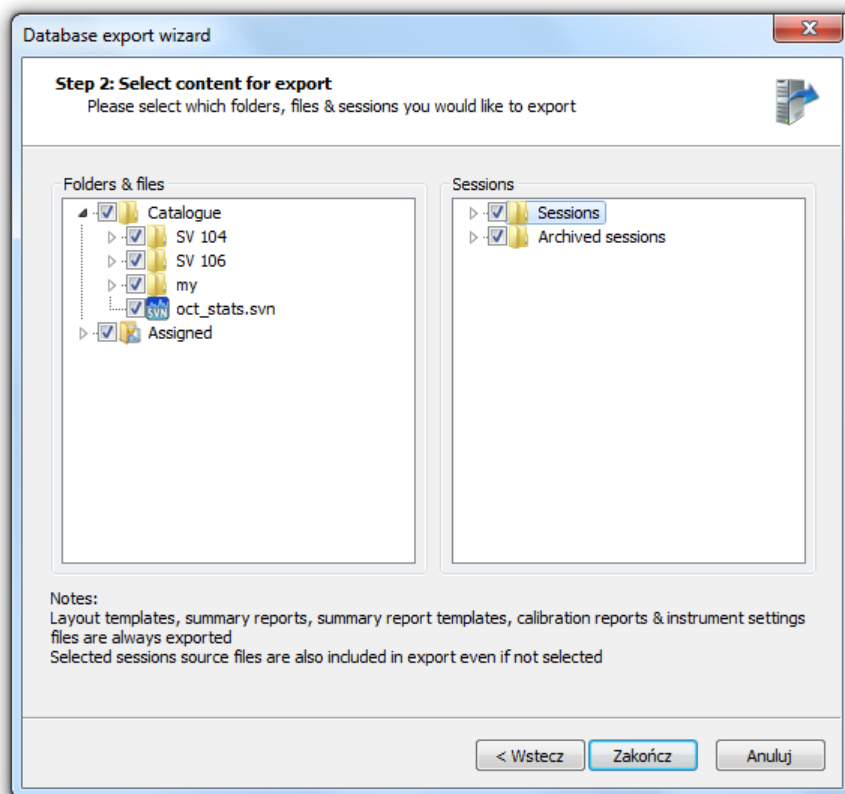 Database export wizard
Step 2: Select content for export
Please select which folders, files & sessions you would like to export
Folders & files
Catalogue
SV 104
SV 106
my
SVN oct_stats.svn
Assigned
Sessions
Sessions
Archived sessions
Notes:
Layout templates, summary reports, summary report templates, calibration reports & instrument settings
files are always exported
Selected sessions source files are also included in export even if not selected
< Wstecz
Zakończ
Anuluj